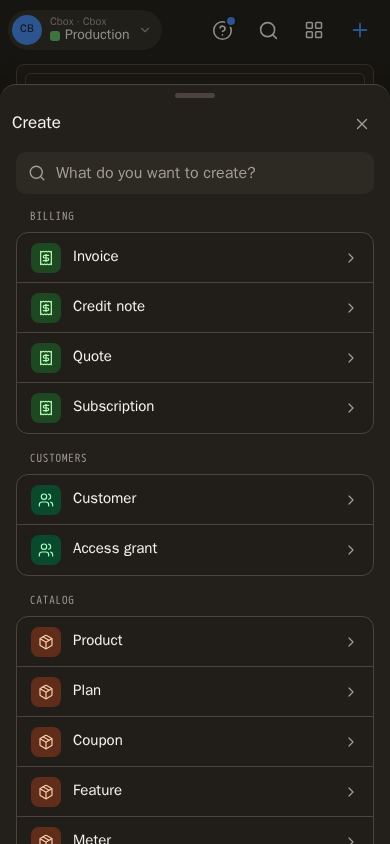 CB
Cbox · Cbox
Production
Create
What do you want to create?
BILLING
Invoice
Credit note
Quote
Subscription
CUSTOMERS
Customer
Access grant
CATALOG
Product
Plan
Coupon
Feature
Meter